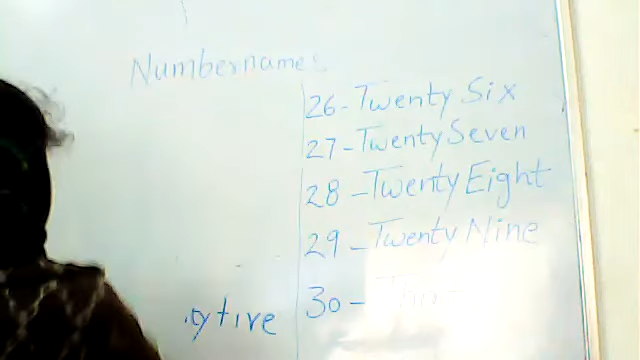 Numbernames
26-Twenty Six
27-Twenty Seven
28-Twenty Eight
29-Twenty Nine
30-